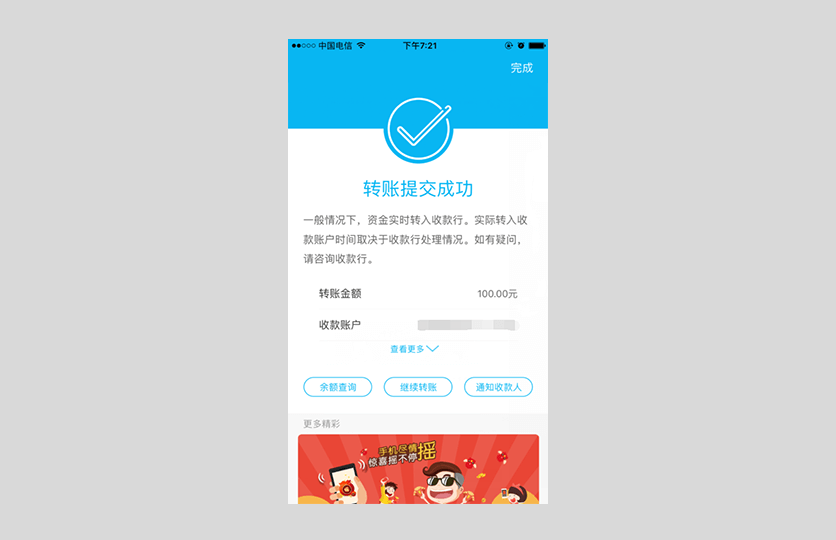 中国电信
下午7:21
完成
转账提交成功
一般情况下，资金实时转入收款行。实际转入收
款账户时间取决于收款行处理情况。如有疑问，
请咨询收款行。
转账金额
100.00元
收款账户
查看更多
余额查询
继续转账
通知收款人
更多精彩
手机尽情摇
惊喜摇不停